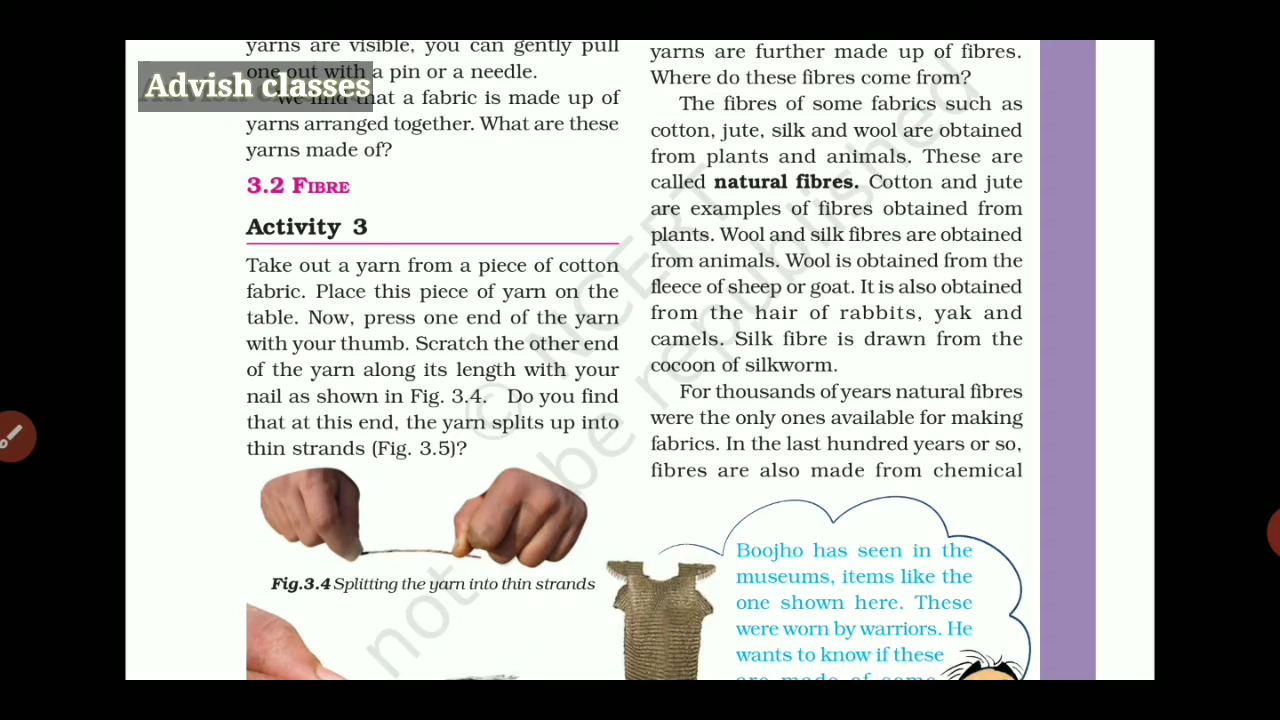 yarns are visible, you can gently pull
one out with a pin or a needle.
Advish classes
We find that a fabric is made up of
yarns arranged together. What are these
yarns made of?
3.2 FIBRE
Activity 3
Take out a yarn from a piece of cotton
fabric. Place this piece of yarn on the
table. Now, press one end of the yarn
with your thumb. Scratch the other end
of the yarn along its length with your
nail as shown in Fig. 3.4. Do you find
that at this end, the yarn splits up into
thin strands (Fig. 3.5)?
Fig.3.4 Splitting the yarn into thin strands
yarns are further made up of fibres.
Where do these fibres come from?
The fibres of some fabrics such as
cotton, jute, silk and wool are obtained
from plants and animals. These are
called natural fibres. Cotton and jute
are examples of fibres obtained from
plants. Wool and silk fibres are obtained
from animals. Wool is obtained from the
fleece of sheep or goat. It is also obtained
from the hair of rabbits, yak and
camels. Silk fibre is drawn from the
cocoon of silkworm.
For thousands of years natural fibres
were the only ones available for making
fabrics. In the last hundred years or so,
fibres are also made from chemical
Boojho has seen in the
museums, items like the
one shown here. These
were worn by warriors. He
wants to know if these
are made of some
© NCERT
not be republished